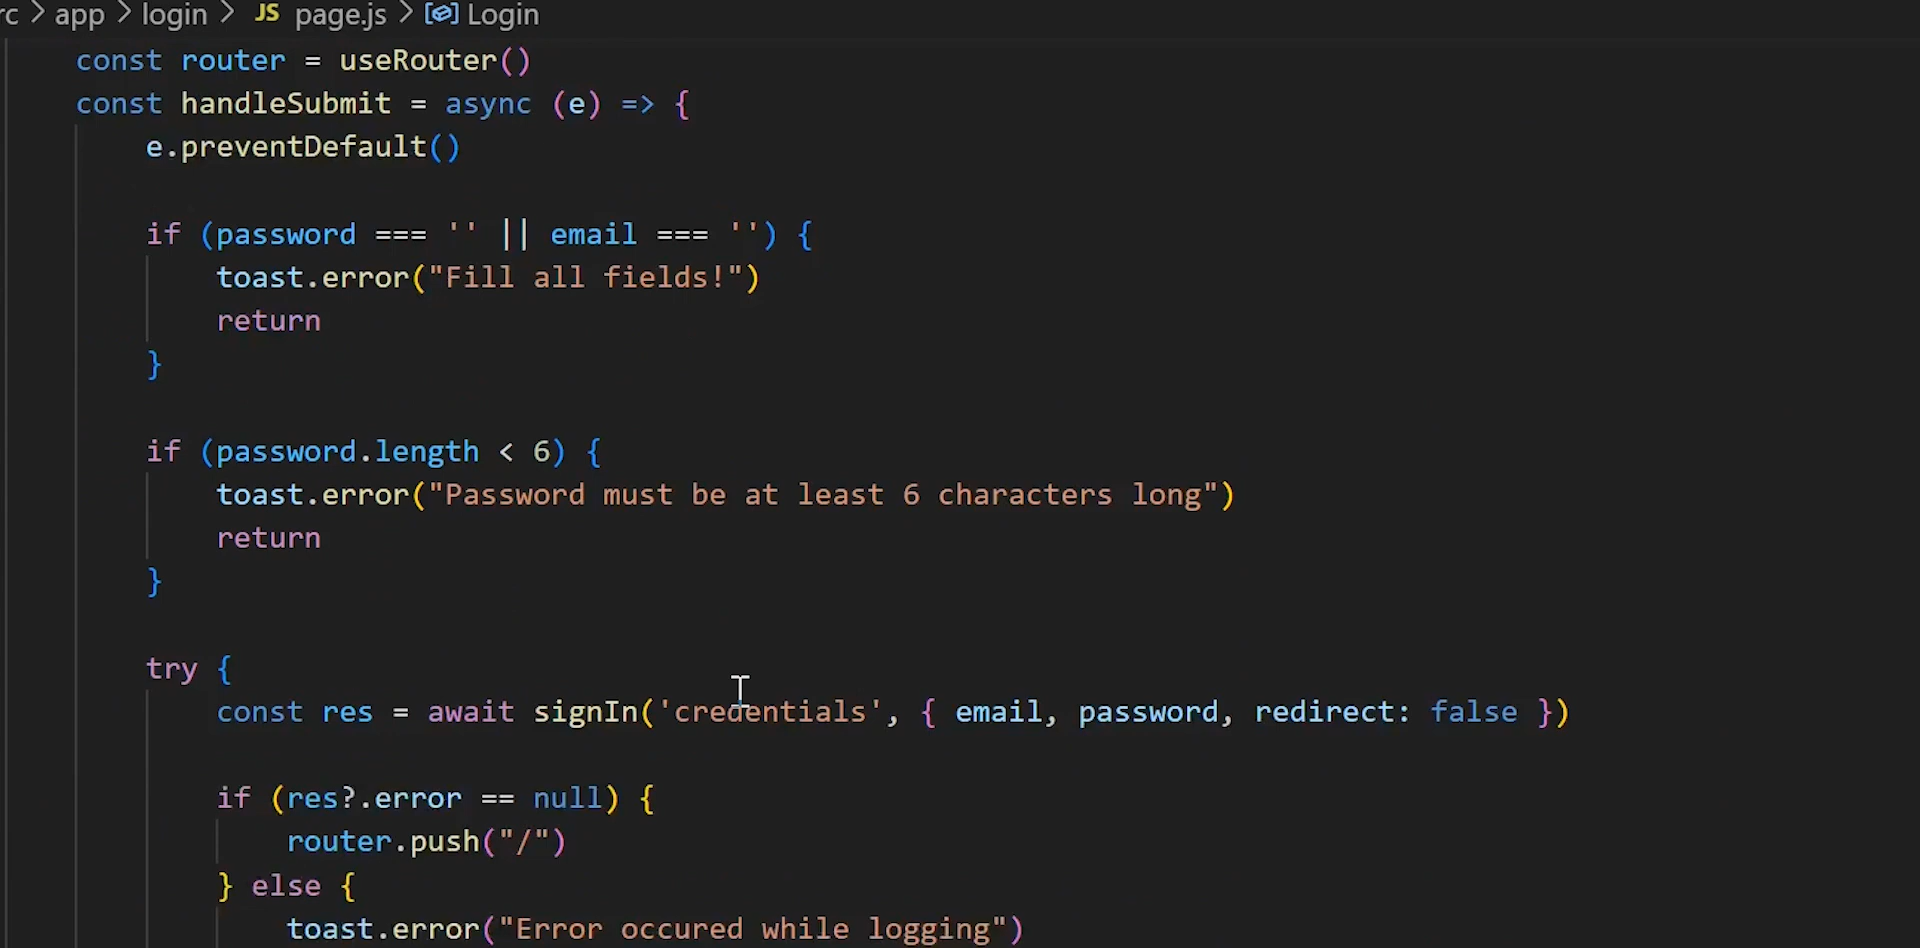 rc > app > login > JS page.js > Login
const router = useRouter()
const handleSubmit = async (e) => {
e.preventDefault()
if (password === '' || email === '') {
toast.error("Fill all fields!")
return
}
if (password.length < 6) {
toast.error("Password must be at least 6 characters long")
return
}
try {
const res = await signIn('credentials', { email, password, redirect: false })
if (res?.error == null) {
router.push("/")
} else {
toast.error("Error occured while logging")